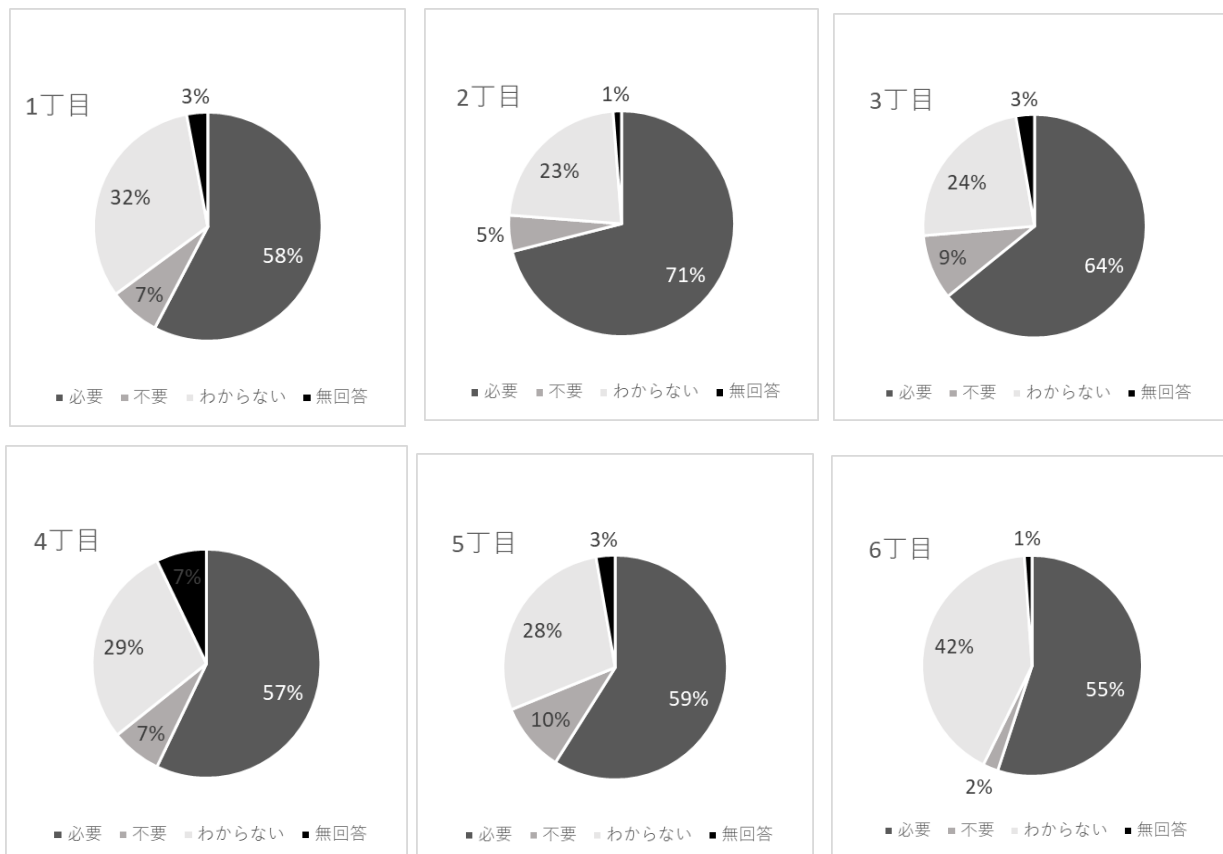 1丁目
3%
32%
58%
7%
■必要 ■不要 ■わからない ■無回答
2丁目
1%
23%
5%
71%
■必要 ■不要 ■わからない ■無回答
3丁目
3%
24%
9%
64%
■必要 ■不要 ■わからない ■無回答
4丁目
7%
29%
57%
7%
■必要 ■不要 ■わからない ■無回答
5丁目
3%
28%
59%
10%
■必要 ■不要 ■わからない ■無回答
6丁目
1%
42%
55%
2%
■必要 ■不要 ■わからない ■無回答